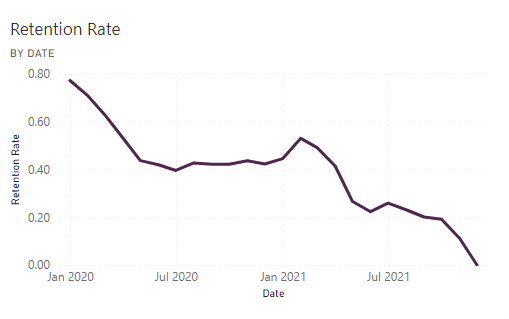 Retention Rate
BY DATE
0.80
0.60
0.40
0.20
0.00
Retention Rate
Jan 2020 Jul 2020 Jan 2021 Jul 2021
Date